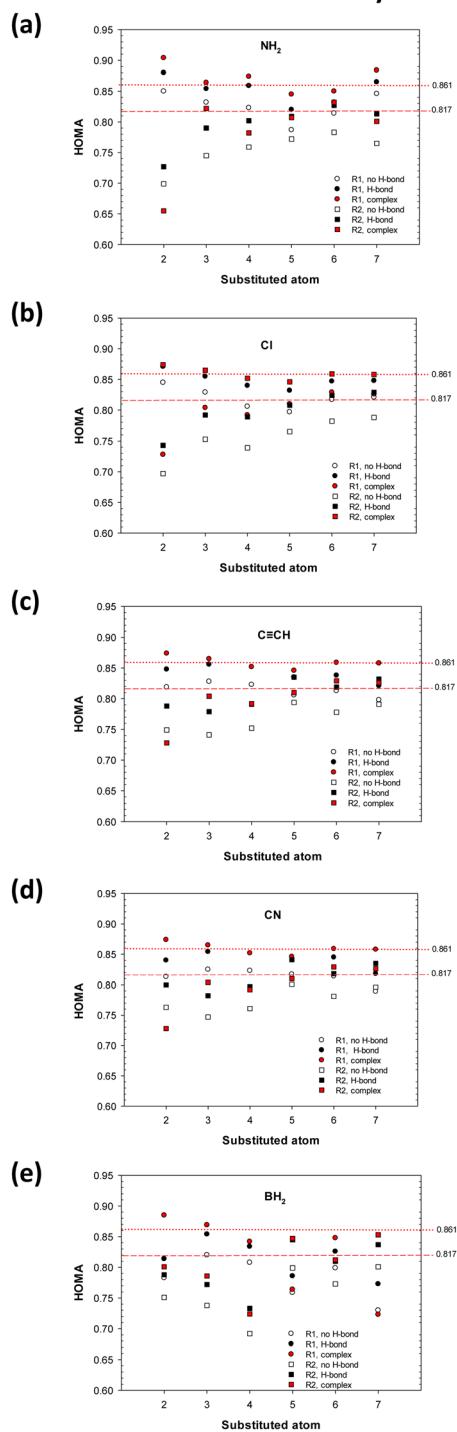 (a)
NH2
0.95
0.90
0.85
0.80
0.75
0.70
0.65
0.60
HOMA
0.861
0.817
R1, no H-bond
R1, H-bond
R1, complex
R2, no H-bond
R2, H-bond
R2, complex
2 3 4 5 6 7
Substituted atom
(b)
Cl
0.95
0.90
0.85
0.80
0.75
0.70
0.65
0.60
HOMA
0.861
0.817
R1, no H-bond
R1, H-bond
R1, complex
R2, no H-bond
R2, H-bond
R2, complex
2 3 4 5 6 7
Substituted atom
(c)
C≡CH
0.95
0.90
0.85
0.80
0.75
0.70
0.65
0.60
HOMA
0.861
0.817
R1, no H-bond
R1, H-bond
R1, complex
R2, no H-bond
R2, H-bond
R2, complex
2 3 4 5 6 7
Substituted atom
(d)
CN
0.95
0.90
0.85
0.80
0.75
0.70
0.65
0.60
HOMA
0.861
0.817
R1, no H-bond
R1, H-bond
R1, complex
R2, no H-bond
R2, H-bond
R2, complex
2 3 4 5 6 7
Substituted atom
(e)
BH2
0.95
0.90
0.85
0.80
0.75
0.70
0.65
0.60
HOMA
0.861
0.817
R1, no H-bond
R1, H-bond
R1, complex
R2, no H-bond
R2, H-bond
R2, complex
2 3 4 5 6 7
Substituted atom